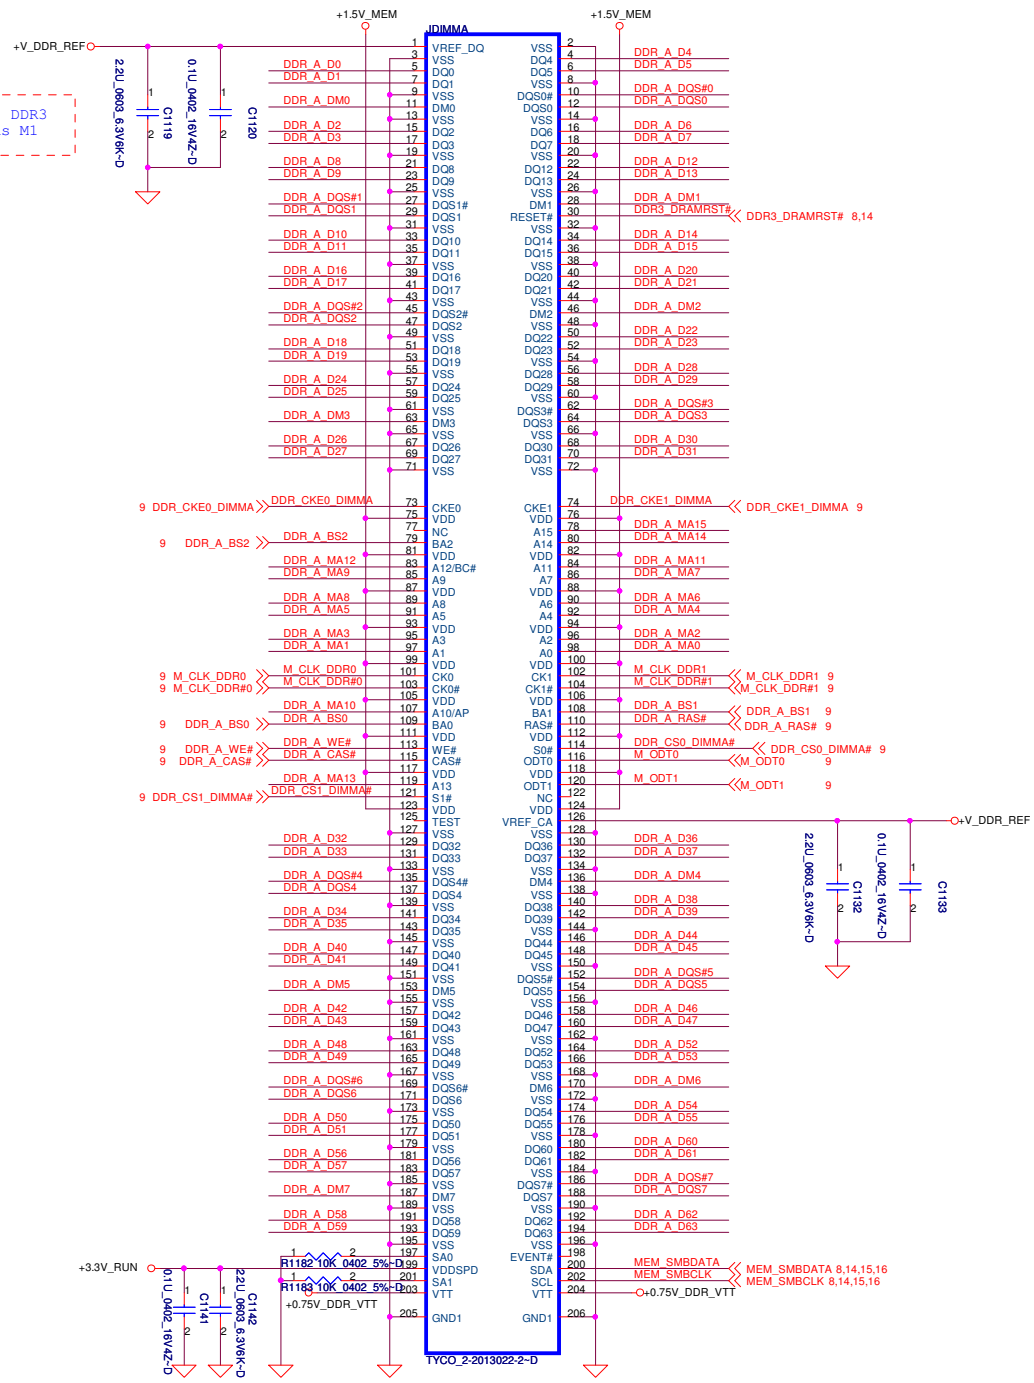 +1.5V_MEM +1.5V_MEM
JDIMMA
+V_DDR_REF 1 VREF_DQ VSS 2
3 VSS DQ4 4 DDR_A_D4
DDR_A_D0 5 DQ0 DQ5 6 DDR_A_D5
DDR_A_D1 7 DQ1 VSS 8
9 VSS DQS0# 10 DDR_A_DQS#0
DDR_A_DM0 11 DM0 DQS0 12 DDR_A_DQS0
13 VSS VSS 14
DDR_A_D2 15 DQ2 DQ6 16 DDR_A_D6
DDR_A_D3 17 DQ3 DQ7 18 DDR_A_D7
19 VSS VSS 20
DDR_A_D8 21 DQ8 DQ12 22 DDR_A_D12
DDR_A_D9 23 DQ9 DQ13 24 DDR_A_D13
25 VSS VSS 26
DDR_A_DQS#1 27 DQS1# DM1 28 DDR_A_DM1
DDR_A_DQS1 29 DQS1 RESET# 30 DDR3_DRAMRST# DDR3_DRAMRST# 8,14
31 VSS VSS 32
DDR_A_D10 33 DQ10 DQ14 34 DDR_A_D14
DDR_A_D11 35 DQ11 DQ15 36 DDR_A_D15
37 VSS VSS 38
DDR_A_D16 39 DQ16 DQ20 40 DDR_A_D20
DDR_A_D17 41 DQ17 DQ21 42 DDR_A_D21
43 VSS VSS 44
DDR_A_DQS#2 45 DQS2# DM2 46 DDR_A_DM2
DDR_A_DQS2 47 DQS2 VSS 48
49 VSS DQ22 50 DDR_A_D22
DDR_A_D18 51 DQ18 DQ23 52 DDR_A_D23
DDR_A_D19 53 DQ19 VSS 54
55 VSS DQ28 56 DDR_A_D28
DDR_A_D24 57 DQ24 DQ29 58 DDR_A_D29
DDR_A_D25 59 DQ25 VSS 60
61 VSS DQS3# 62 DDR_A_DQS#3
DDR_A_DM3 63 DM3 DQS3 64 DDR_A_DQS3
65 VSS VSS 66
DDR_A_D26 67 DQ26 DQ30 68 DDR_A_D30
DDR_A_D27 69 DQ27 DQ31 70 DDR_A_D31
71 VSS VSS 72
9 DDR_CKE0_DIMMA DDR_CKE0_DIMMA 73 CKE0 CKE1 74 DDR_CKE1_DIMMA DDR_CKE1_DIMMA 9
75 VDD VDD 76
77 NC A15 78 DDR_A_MA15
9 DDR_A_BS2 DDR_A_BS2 79 BA2 A14 80 DDR_A_MA14
81 VDD VDD 82
DDR_A_MA12 83 A12/BC# A11 84 DDR_A_MA11
DDR_A_MA9 85 A9 A7 86 DDR_A_MA7
87 VDD VDD 88
DDR_A_MA8 89 A8 A6 90 DDR_A_MA6
DDR_A_MA5 91 A5 A4 92 DDR_A_MA4
93 VDD VDD 94
DDR_A_MA3 95 A3 A2 96 DDR_A_MA2
DDR_A_MA1 97 A1 A0 98 DDR_A_MA0
99 VDD VDD 100
9 M_CLK_DDR0 M_CLK_DDR0 101 CK0 CK1 102 M_CLK_DDR1 M_CLK_DDR1 9
9 M_CLK_DDR#0 M_CLK_DDR#0 103 CK0# CK1# 104 M_CLK_DDR#1 M_CLK_DDR#1 9
105 VDD VDD 106
DDR_A_MA10 107 A10/AP BA1 108 DDR_A_BS1 DDR_A_BS1 9
9 DDR_A_BS0 DDR_A_BS0 109 BA0 RAS# 110 DDR_A_RAS# DDR_A_RAS# 9
111 VDD VDD 112
9 DDR_A_WE# DDR_A_WE# 113 WE# S0# 114 DDR_CS0_DIMMA# DDR_CS0_DIMMA# 9
9 DDR_A_CAS# DDR_A_CAS# 115 CAS# ODT0 116 M_ODT0 M_ODT0 9
117 VDD VDD 118
DDR_A_MA13 119 A13 ODT1 120 M_ODT1 M_ODT1 9
9 DDR_CS1_DIMMA# DDR_CS1_DIMMA# 121 S1# NC 122
123 VDD VDD 124
125 TEST VREF_CA 126 +V_DDR_REF
127 VSS VSS 128
DDR_A_D32 129 DQ32 DQ36 130 DDR_A_D36
DDR_A_D33 131 DQ33 DQ37 132 DDR_A_D37
133 VSS VSS 134
DDR_A_DQS#4 135 DQS4# DM4 136 DDR_A_DM4
DDR_A_DQS4 137 DQS4 VSS 138
139 VSS DQ38 140 DDR_A_D38
DDR_A_D34 141 DQ34 DQ39 142 DDR_A_D39
DDR_A_D35 143 DQ35 VSS 144
145 VSS DQ44 146 DDR_A_D44
DDR_A_D40 147 DQ40 DQ45 148 DDR_A_D45
DDR_A_D41 149 DQ41 VSS 150
151 VSS DQS5# 152 DDR_A_DQS#5
DDR_A_DM5 153 DM5 DQS5 154 DDR_A_DQS5
155 VSS VSS 156
DDR_A_D42 157 DQ42 DQ46 158 DDR_A_D46
DDR_A_D43 159 DQ43 DQ47 160 DDR_A_D47
161 VSS VSS 162
DDR_A_D48 163 DQ48 DQ52 164 DDR_A_D52
DDR_A_D49 165 DQ49 DQ53 166 DDR_A_D53
167 VSS VSS 168
DDR_A_DQS#6 169 DQS6# DM6 170 DDR_A_DM6
DDR_A_DQS6 171 DQS6 VSS 172
173 VSS DQ54 174 DDR_A_D54
DDR_A_D50 175 DQ50 DQ55 176 DDR_A_D55
DDR_A_D51 177 DQ51 VSS 178
179 VSS DQ60 180 DDR_A_D60
DDR_A_D56 181 DQ56 DQ61 182 DDR_A_D61
DDR_A_D57 183 DQ57 VSS 184
185 VSS DQS7# 186 DDR_A_DQS#7
DDR_A_DM7 187 DM7 DQS7 188 DDR_A_DQS7
189 VSS VSS 190
DDR_A_D58 191 DQ58 DQ62 192 DDR_A_D62
DDR_A_D59 193 DQ59 DQ63 194 DDR_A_D63
195 VSS VSS 196
1 2 197 SA0 EVENT# 198
+3.3V_RUN R1182 10K_0402_5%~D 199 VDDSPD SDA 200 MEM_SMBDATA MEM_SMBDATA 8,14,15,16
1 2 201 SA1 SCL 202 MEM_SMBCLK MEM_SMBCLK 8,14,15,16
R1183 10K_0402_5%~D 203 VTT VTT 204 +0.75V_DDR_VTT
+0.75V_DDR_VTT
205 GND1 GND1 206
TYCO_2-2013022-2~D
DDR3
s M1
2.2U_0603_6.3V6K~D
1 2 C1119
0.1U_0402_16V4Z~D
1 2 C1120
2.2U_0603_6.3V6K~D
1 2 C1132
0.1U_0402_16V4Z~D
1 2 C1133
0.1U_0402_16V4Z~D
1 2 C1141
2.2U_0603_6.3V6K~D
1 2 C1142